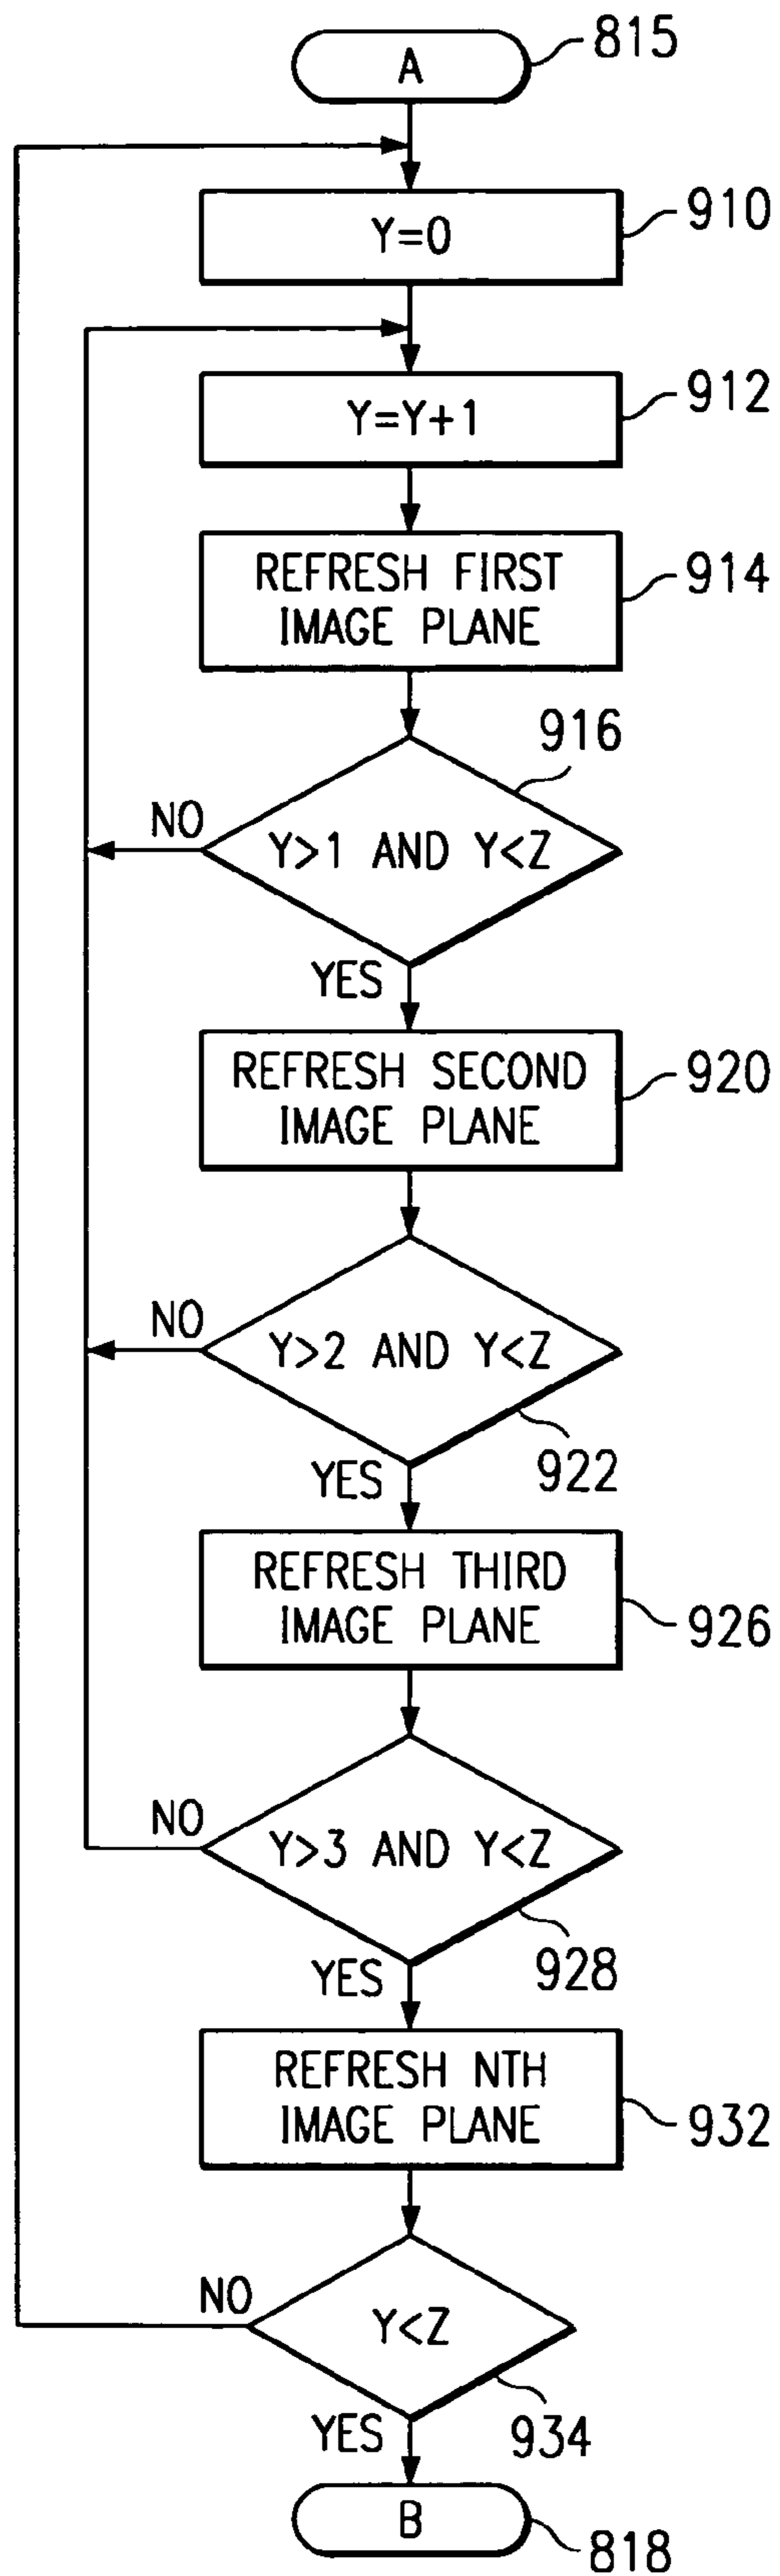 A
815
Y=0
910
Y=Y+1
912
REFRESH FIRST
IMAGE PLANE
914
916
Y>1 AND Y<Z
NO
YES
REFRESH SECOND
IMAGE PLANE
920
Y>2 AND Y<Z
NO
922
YES
REFRESH THIRD
IMAGE PLANE
926
Y>3 AND Y<Z
NO
928
YES
REFRESH NTH
IMAGE PLANE
932
Y<Z
NO
934
YES
B
818